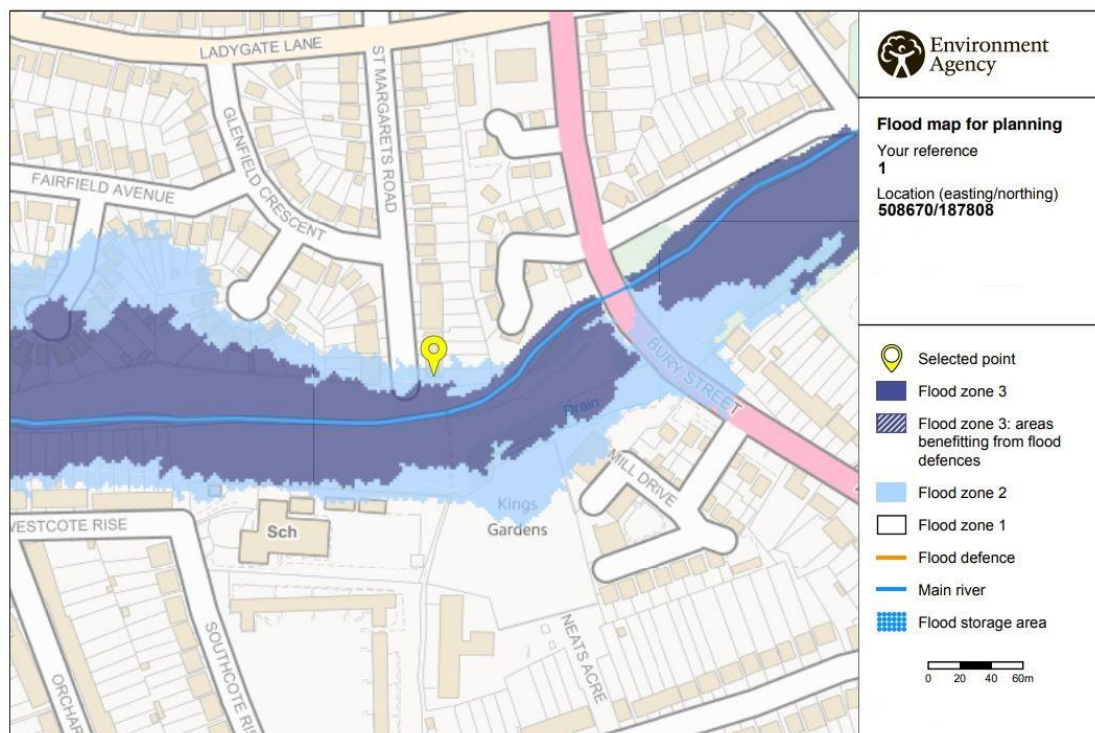 LADYGATE LANE
ST MARGARETS ROAD
GLENFIELD CRESCENT
FAIRFIELD AVENUE
BURY STREET
Drain
MILL DRIVE
Kings
Gardens
WESTCOTE RISE
Sch
SOUTHCOTE RIS
ORCHAR
NEATS ACRE
Environment
Agency
Flood map for planning
Your reference
1
Location (easting/northing)
508670/187808
Selected point
Flood zone 3
Flood zone 3: areas
benefitting from flood
defences
Flood zone 2
Flood zone 1
Flood defence
Main river
Flood storage area
0 20 40 60m